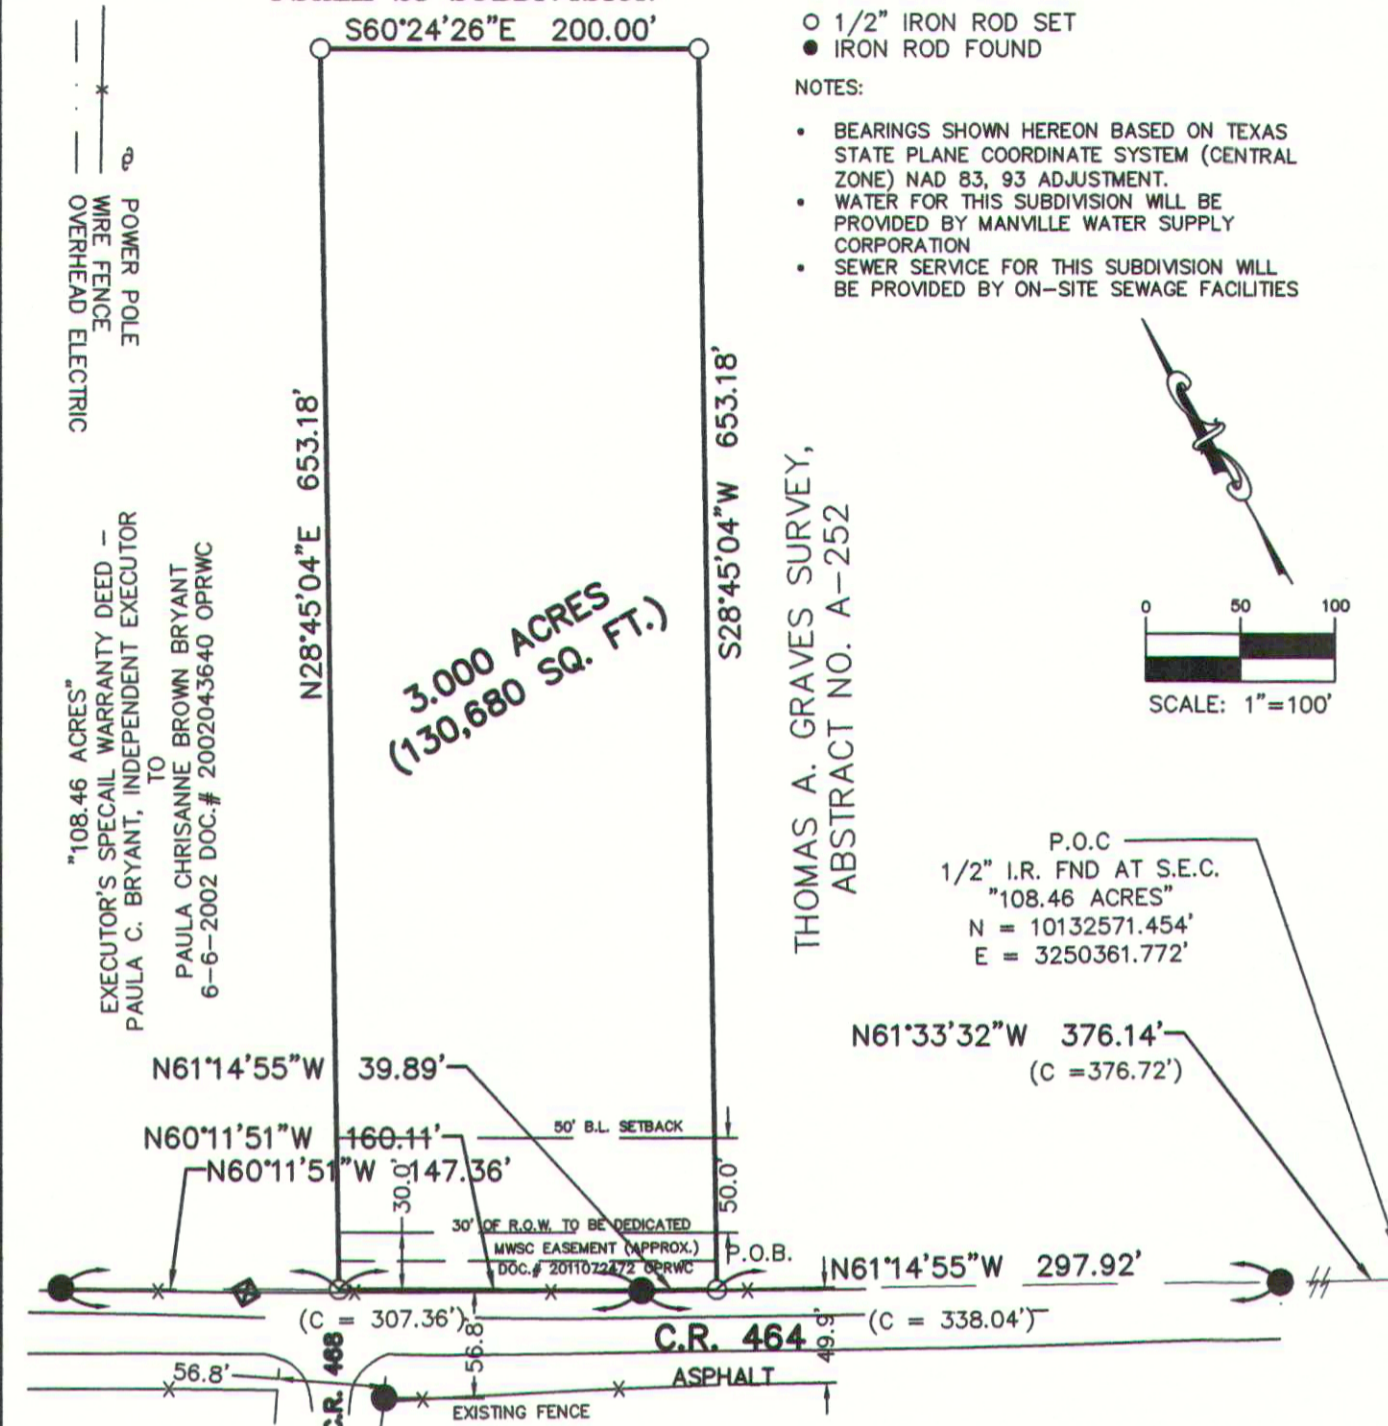 S60°24'26"E 200.00'
1/2" IRON ROD SET
IRON ROD FOUND
NOTES:
• BEARINGS SHOWN HEREON BASED ON TEXAS
STATE PLANE COORDINATE SYSTEM (CENTRAL
ZONE) NAD 83, 93 ADJUSTMENT.
• WATER FOR THIS SUBDIVISION WILL BE
PROVIDED BY MANVILLE WATER SUPPLY
CORPORATION
• SEWER SERVICE FOR THIS SUBDIVISION WILL
BE PROVIDED BY ON-SITE SEWAGE FACILITIES
POWER POLE
WIRE FENCE
OVERHEAD ELECTRIC
N28°45'04"E 653.18'
S28°45'04"W 653.18'
3.000 ACRES
(130,680 SQ. FT.)
THOMAS A. GRAVES SURVEY,
ABSTRACT NO. A-252
0 50 100
SCALE: 1"=100'
"108.46 ACRES"
EXECUTOR'S SPECAIL WARRANTY DEED -
PAULA C. BRYANT, INDEPENDENT EXECUTOR
TO
PAULA CHRISANNE BROWN BRYANT
6-6-2002 DOC.# 2002043640 OPRWC
P.O.C
1/2" I.R. FND AT S.E.C.
"108.46 ACRES"
N = 10132571.454'
E = 3250361.772'
N61°33'32"W 376.14'
(C =376.72')
N61°14'55"W 39.89'
N60°11'51"W 160.11'
N60°11'51"W 147.36'
50' B.L. SETBACK
30.0'
50.0'
30' OF R.O.W. TO BE DEDICATED
MWSC EASEMENT (APPROX.)
DOC.# 2011072472 OPRWC
P.O.B.
N61°14'55"W 297.92'
(C = 307.36')
(C = 338.04')
C.R. 464
56.8'
49.9'
C.R. 468
56.8'
ASPHALT
EXISTING FENCE